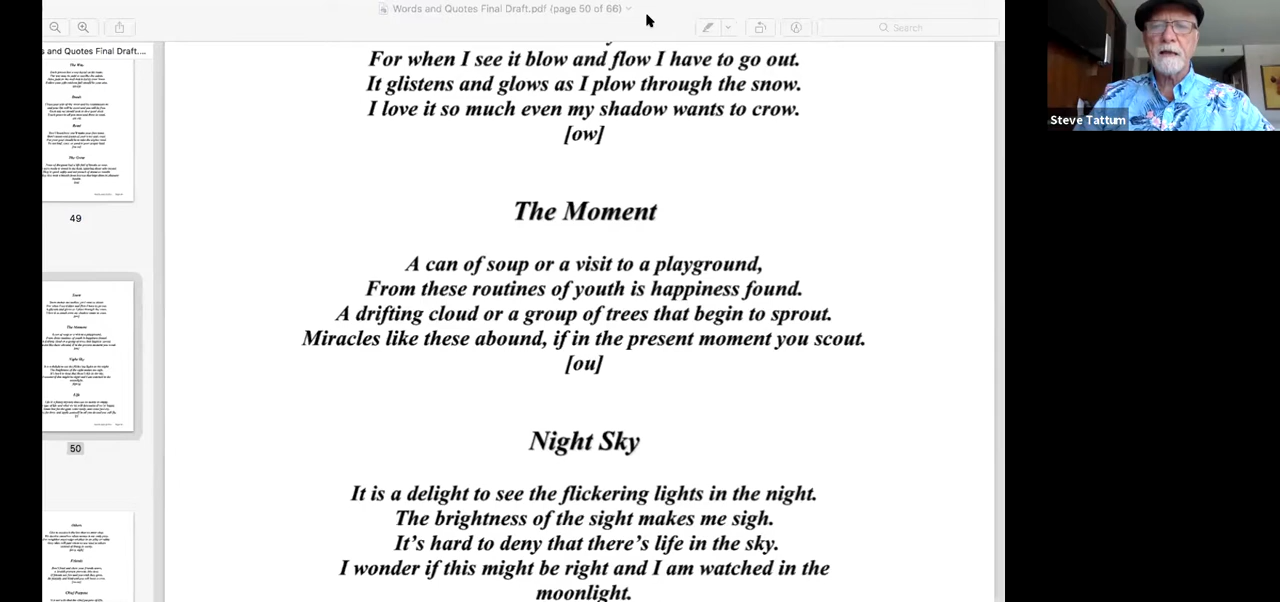 Words and Quotes Final Draft.pdf (page 50 of 66)
Search
s and Quotes Final Draft....
49
50
For when I see it blow and flow I have to go out.
It glistens and glows as I plow through the snow.
I love it so much even my shadow wants to crow.
[ow]
The Moment
A can of soup or a visit to a playground,
From these routines of youth is happiness found.
A drifting cloud or a group of trees that begin to sprout.
Miracles like these abound, if in the present moment you scout.
[ou]
Night Sky
It is a delight to see the flickering lights in the night.
The brightness of the sight makes me sigh.
It's hard to deny that there's life in the sky.
I wonder if this might be right and I am watched in the
moonlight.
Steve Tattum